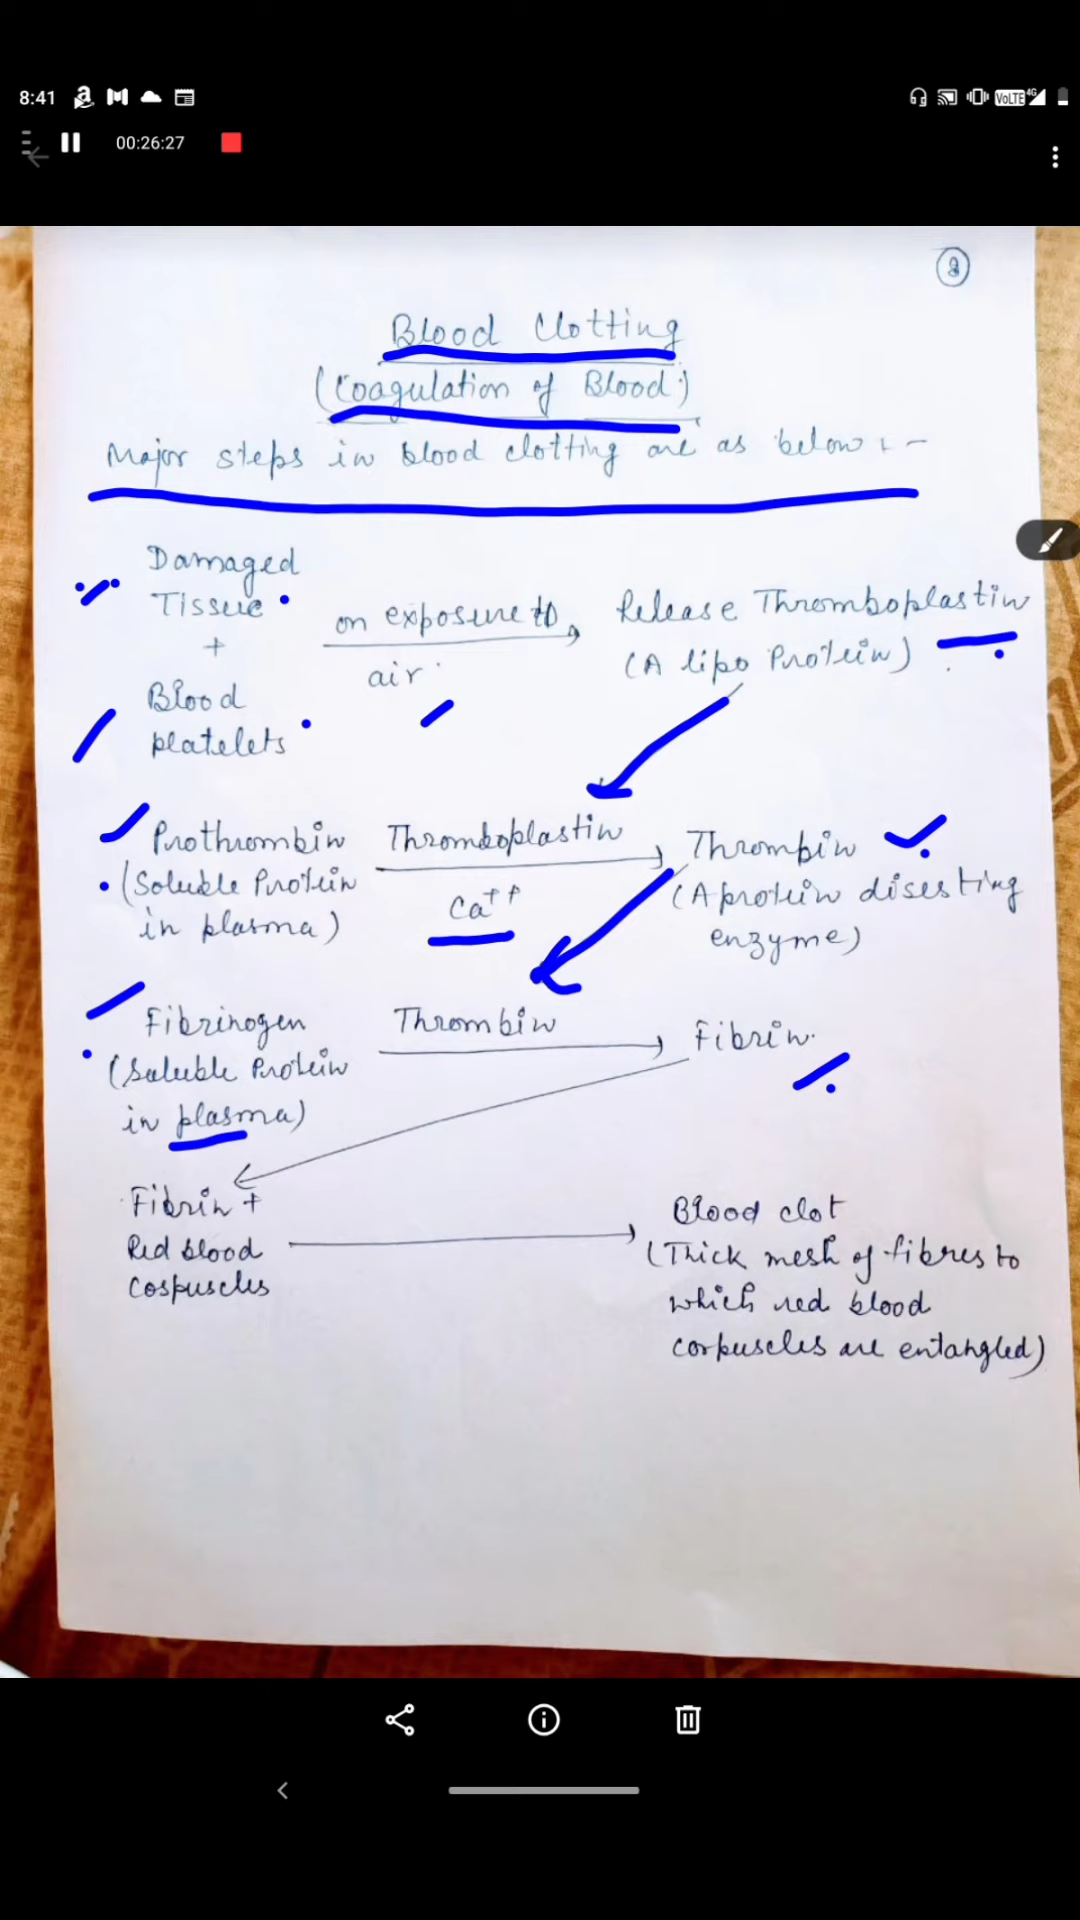 8:41
VoLTE 4G
00:26:27
Blood Clotting
(Coagulation of Blood)
Major steps in blood clotting are as below :-
Damaged
Tissue
+
Blood
platelets
on exposure to
air
Release Thromboplastin
(A lipo Protein)
Prothrombin
(Soluble Protein
in plasma)
Thromboplastin
Ca++
Thrombin
(A protein disesting
enzyme)
Fibrinogen
(Soluble Protein
in plasma)
Thrombin
Fibrin
Fibrin +
Red blood
Cospuscles
Blood clot
(Thick mesh of fibres to
which red blood
corpuscles are entangled)